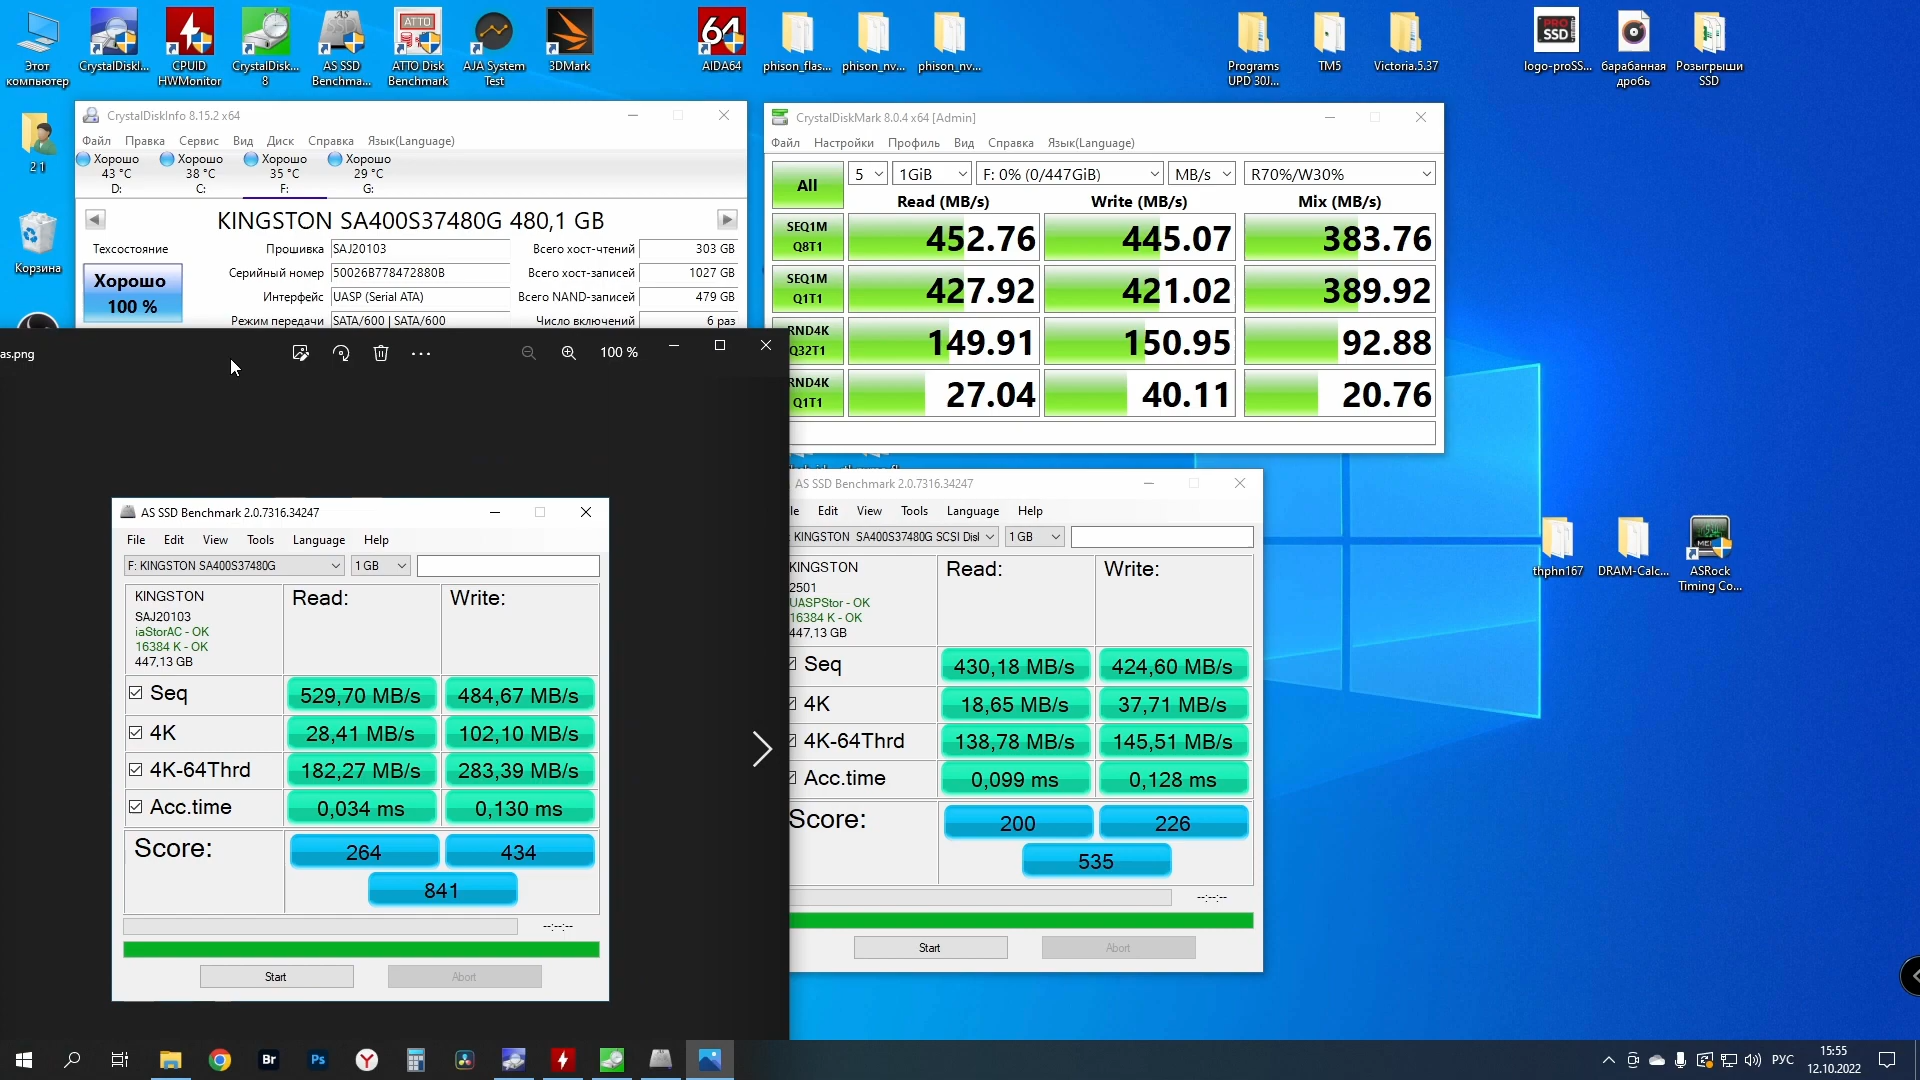 Этот
компьютер
CrystalDiskI...
CPUID
HWMonitor
CrystalDisk...
8
AS SSD
Benchma...
ATTO Disk
Benchmark
AJA System
Test
3DMark
AIDA64
phison_flas...
phison_nv...
phison_nv...
Programs
UPD 30J...
TM5
Victoria.5.37
logo-proSS...
барабанная
дробь
Розыгрыши
SSD
2 1
Корзина
CrystalDiskInfo 8.15.2 x64
Файл Правка Сервис Вид Диск Справка Язык(Language)
Хорошо Хорошо Хорошо Хорошо
43 °C 38 °C 35 °C 29 °C
D: C: F: G:
KINGSTON SA400S37480G 480,1 GB
Техсостояние
Хорошо
100 %
Прошивка SAJ20103
Серийный номер 50026B778472880B
Интерфейс UASP (Serial ATA)
Режим передачи SATA/600 | SATA/600
Всего хост-чтений 303 GB
Всего хост-записей 1027 GB
Всего NAND-записей 479 GB
Число включений 6 раз
CrystalDiskMark 8.0.4 x64 [Admin]
Файл Настройки Профиль Вид Справка Язык(Language)
All 5 1GiB F: 0% (0/447GiB) MB/s R70%/W30%
Read (MB/s) Write (MB/s) Mix (MB/s)
SEQ1M
Q8T1
452.76 445.07 383.76
SEQ1M
Q1T1
427.92 421.02 389.92
RND4K
Q32T1
149.91 150.95 92.88
RND4K
Q1T1
27.04 40.11 20.76
as.png
100 %
AS SSD Benchmark 2.0.7316.34247
File Edit View Tools Language Help
F: KINGSTON SA400S37480G 1 GB
KINGSTON
SAJ20103
iaStorAC - OK
16384 K - OK
447,13 GB
Read: Write:
Seq 529,70 MB/s 484,67 MB/s
4K 28,41 MB/s 102,10 MB/s
4K-64Thrd 182,27 MB/s 283,39 MB/s
Acc.time 0,034 ms 0,130 ms
Score: 264 434
841
--:--:--
Start Abort
AS SSD Benchmark 2.0.7316.34247
le Edit View Tools Language Help
KINGSTON SA400S37480G SCSI Disl 1 GB
KINGSTON
2501
UASPStor - OK
16384 K - OK
447,13 GB
Read: Write:
Seq 430,18 MB/s 424,60 MB/s
4K 18,65 MB/s 37,71 MB/s
4K-64Thrd 138,78 MB/s 145,51 MB/s
Acc.time 0,099 ms 0,128 ms
Score: 200 226
535
--:--:--
Start Abort
thphn167
DRAM-Calc...
ASRock
Timing Co...
Br
Ps
РУС
15:55
12.10.2022